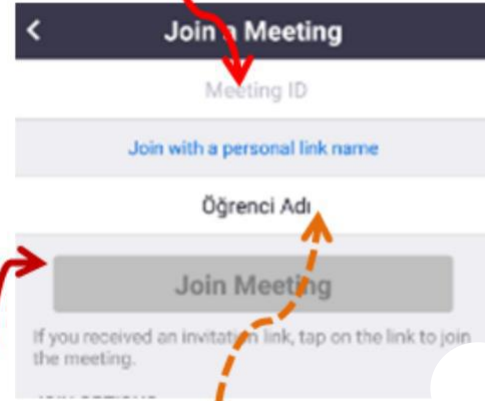 Join a Meeting
Meeting ID
Join with a personal link name
Öğrenci Adı
Join Meeting
If you received an invitation link, tap on the link to join
the meeting.